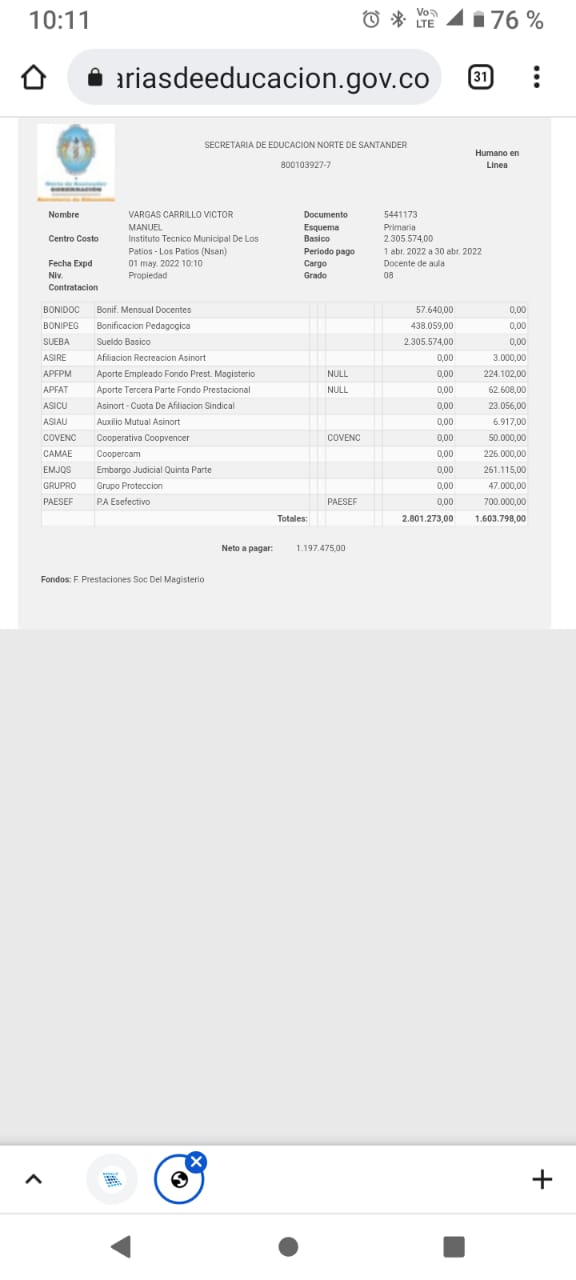 10:11
Vo LTE 76 %
ariasdeeducacion.gov.co 31
SECRETARIA DE EDUCACION NORTE DE SANTANDER
800103927-7
Humano en
Linea
Norte de Santander
GOBERNACIÓN
Secretaría de Educación
Nombre VARGAS CARRILLO VICTOR MANUEL Documento 5441173
Esquema Primaria
Centro Costo Instituto Tecnico Municipal De Los Patios - Los Patios (Nsan) Basico 2.305.574,00
Periodo pago 1 abr. 2022 a 30 abr. 2022
Fecha Expd 01 may. 2022 10:10 Cargo Docente de aula
Niv. Contratacion Propiedad Grado 08
BONIDOC Bonif. Mensual Docentes 57.640,00 0,00
BONIPEG Bonificacion Pedagogica 438.059,00 0,00
SUEBA Sueldo Basico 2.305.574,00 0,00
ASIRE Afiliacion Recreacion Asinort 0,00 3.000,00
APFPM Aporte Empleado Fondo Prest. Magisterio NULL 0,00 224.102,00
APFAT Aporte Tercera Parte Fondo Prestacional NULL 0,00 62.608,00
ASICU Asinort - Cuota De Afiliacion Sindical 0,00 23.056,00
ASIAU Auxilio Mutual Asinort 0,00 6.917,00
COVENC Cooperativa Coopvencer COVENC 0,00 50.000,00
CAMAE Coopercam 0,00 226.000,00
EMJQS Embargo Judicial Quinta Parte 0,00 261.115,00
GRUPRO Grupo Proteccion 0,00 47.000,00
PAESEF P.A Esefectivo PAESEF 0,00 700.000,00
Totales: 2.801.273,00 1.603.798,00
Neto a pagar: 1.197.475,00
Fondos: F. Prestaciones Soc Del Magisterio